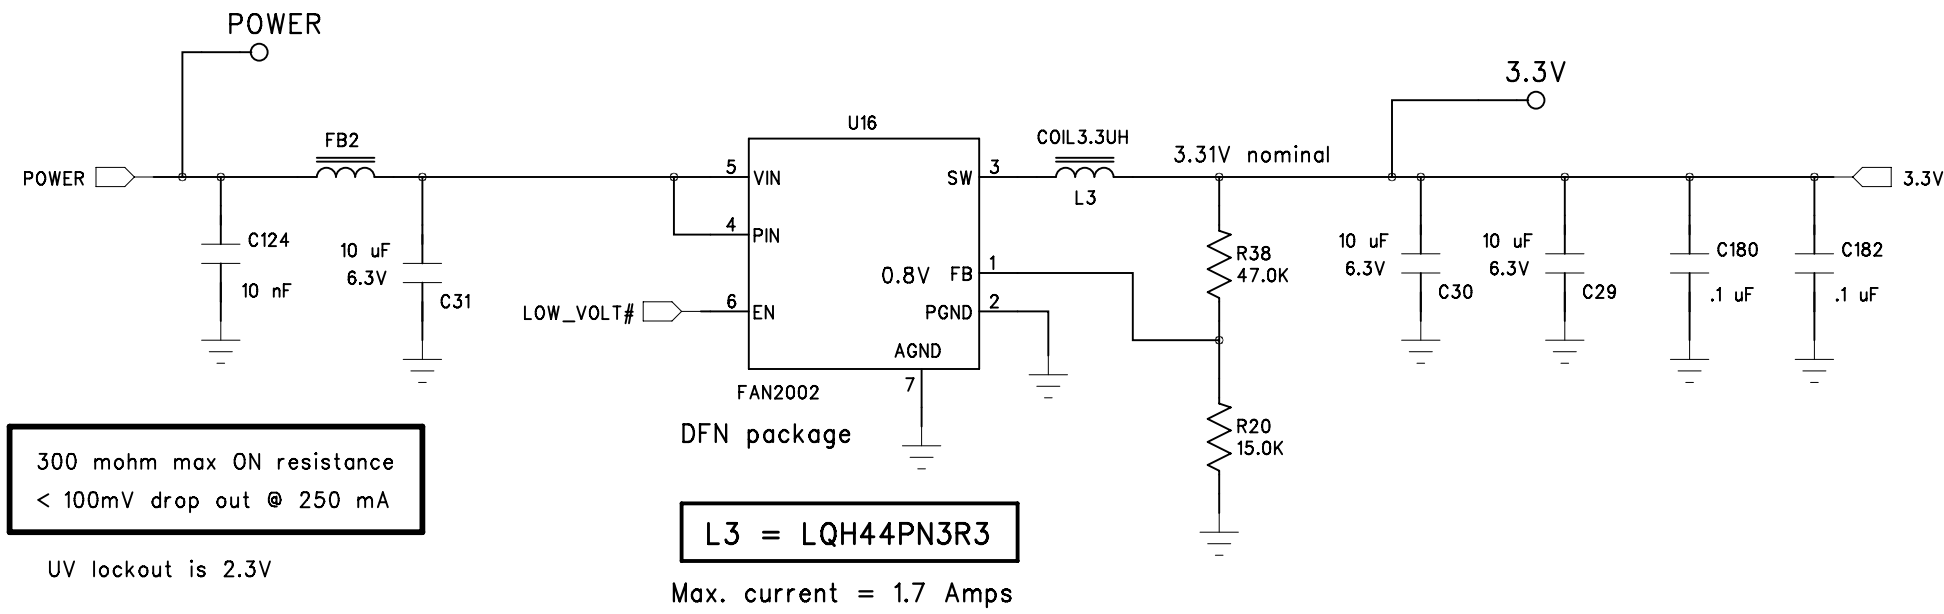 POWER
3.3V
U16
FB2
COIL3.3UH
3.31V nominal
POWER
5
VIN
SW
3
L3
3.3V
4
PIN
C124
10 nF
10 uF
6.3V
C31
0.8V
FB
1
R38
47.0K
10 uF
6.3V
C30
10 uF
6.3V
C29
C180
.1 uF
C182
.1 uF
LOW_VOLT#
6
EN
PGND
2
AGND
7
FAN2002
DFN package
R20
15.0K
300 mohm max ON resistance
< 100mV drop out @ 250 mA
UV lockout is 2.3V
L3 = LQH44PN3R3
Max. current = 1.7 Amps